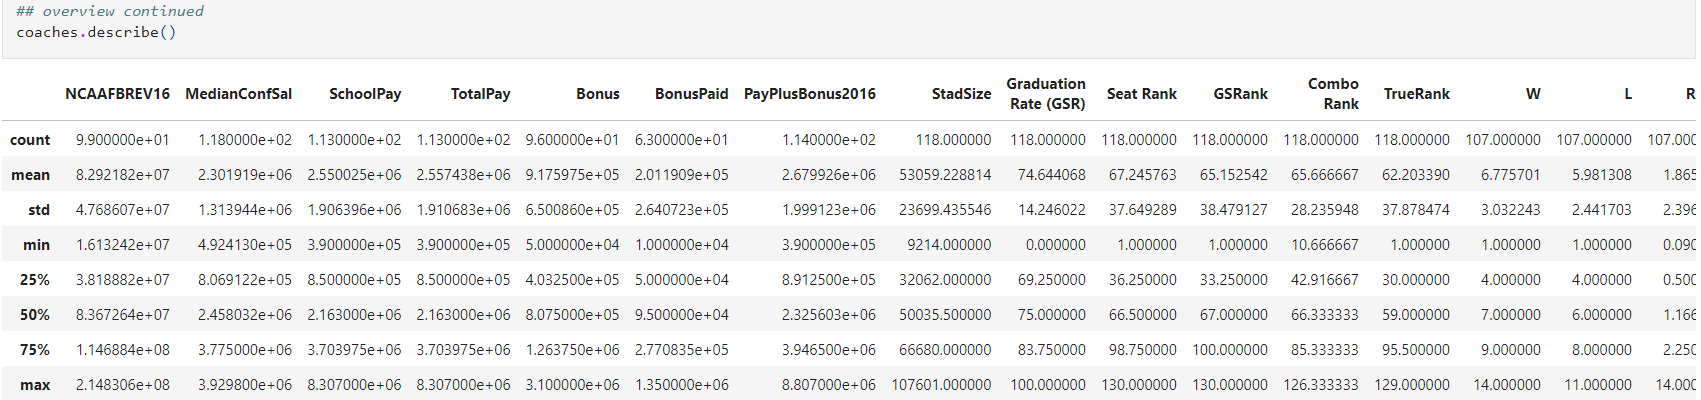 ## overview continued
coaches.describe()
NCAAFBREV16 MedianConfSal SchoolPay TotalPay Bonus BonusPaid PayPlusBonus2016 StadSize Graduation Rate (GSR) Seat Rank GSRank Combo Rank TrueRank W L R
count 9.900000e+01 1.180000e+02 1.130000e+02 1.130000e+02 9.600000e+01 6.300000e+01 1.140000e+02 118.000000 118.000000 118.000000 118.000000 118.000000 118.000000 107.000000 107.000000 107.000
mean 8.292182e+07 2.301919e+06 2.550025e+06 2.557438e+06 9.175975e+05 2.011909e+05 2.679926e+06 53059.228814 74.644068 67.245763 65.152542 65.666667 62.203390 6.775701 5.981308 1.865
std 4.768607e+07 1.313944e+06 1.906396e+06 1.910683e+06 6.500860e+05 2.640723e+05 1.999123e+06 23699.435546 14.246022 37.649289 38.479127 28.235948 37.878474 3.032243 2.441703 2.396
min 1.613242e+07 4.924130e+05 3.900000e+05 3.900000e+05 5.000000e+04 1.000000e+04 3.900000e+05 9214.000000 0.000000 1.000000 1.000000 10.666667 1.000000 1.000000 1.000000 0.090
25% 3.818882e+07 8.069122e+05 8.500000e+05 8.500000e+05 4.032500e+05 5.000000e+04 8.912500e+05 32062.000000 69.250000 36.250000 33.250000 42.916667 30.000000 4.000000 4.000000 0.500
50% 8.367264e+07 2.458032e+06 2.163000e+06 2.163000e+06 8.075000e+05 9.500000e+04 2.325603e+06 50035.500000 75.000000 66.500000 67.000000 66.333333 59.000000 7.000000 6.000000 1.166
75% 1.146884e+08 3.775000e+06 3.703975e+06 3.703975e+06 1.263750e+06 2.770835e+05 3.946500e+06 66680.000000 83.750000 98.750000 100.000000 85.333333 95.500000 9.000000 8.000000 2.250
max 2.148306e+08 3.929800e+06 8.307000e+06 8.307000e+06 3.100000e+06 1.350000e+06 8.807000e+06 107601.000000 100.000000 130.000000 130.000000 126.333333 129.000000 14.000000 11.000000 14.000